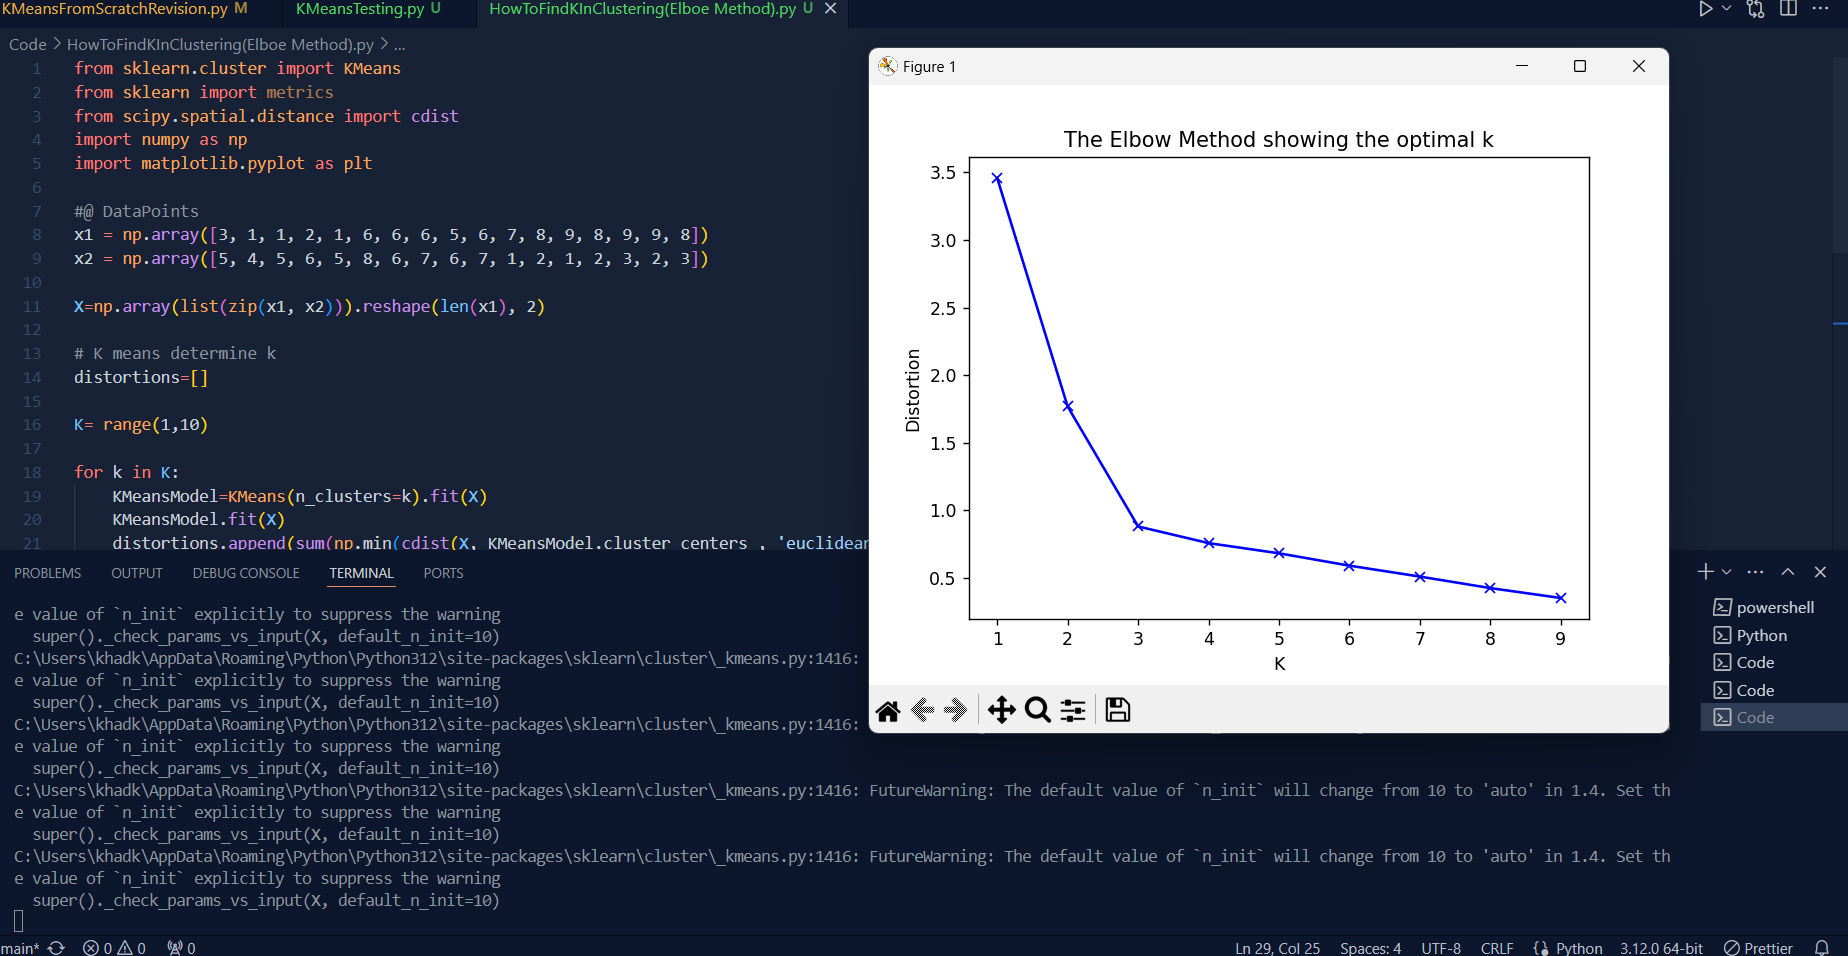 KMeansFromScratchRevision.py M
KMeansTesting.py U
HowToFindKInClustering(Elboe Method).py U
Code > HowToFindKInClustering(Elboe Method).py > ...
1 from sklearn.cluster import KMeans
2 from sklearn import metrics
3 from scipy.spatial.distance import cdist
4 import numpy as np
5 import matplotlib.pyplot as plt
6
7 #@ DataPoints
8 x1 = np.array([3, 1, 1, 2, 1, 6, 6, 6, 5, 6, 7, 8, 9, 8, 9, 9, 8])
9 x2 = np.array([5, 4, 5, 6, 5, 8, 6, 7, 6, 7, 1, 2, 1, 2, 3, 2, 3])
10
11 X=np.array(list(zip(x1, x2))).reshape(len(x1), 2)
12
13 # K means determine k
14 distortions=[]
15
16 K= range(1,10)
17
18 for k in K:
19 KMeansModel=KMeans(n_clusters=k).fit(X)
20 KMeansModel.fit(X)
21 distortions.append(sum(np.min(cdist(X, KMeansModel.cluster_centers_, 'euclidean
Figure 1
The Elbow Method showing the optimal k
3.5
3.0
2.5
2.0
1.5
1.0
0.5
Distortion
1 2 3 4 5 6 7 8 9
K
PROBLEMS OUTPUT DEBUG CONSOLE TERMINAL PORTS
e value of `n_init` explicitly to suppress the warning
super()._check_params_vs_input(X, default_n_init=10)
C:\Users\khadk\AppData\Roaming\Python\Python312\site-packages\sklearn\cluster\_kmeans.py:1416:
e value of `n_init` explicitly to suppress the warning
super()._check_params_vs_input(X, default_n_init=10)
C:\Users\khadk\AppData\Roaming\Python\Python312\site-packages\sklearn\cluster\_kmeans.py:1416:
e value of `n_init` explicitly to suppress the warning
super()._check_params_vs_input(X, default_n_init=10)
C:\Users\khadk\AppData\Roaming\Python\Python312\site-packages\sklearn\cluster\_kmeans.py:1416: FutureWarning: The default value of `n_init` will change from 10 to 'auto' in 1.4. Set th
e value of `n_init` explicitly to suppress the warning
super()._check_params_vs_input(X, default_n_init=10)
C:\Users\khadk\AppData\Roaming\Python\Python312\site-packages\sklearn\cluster\_kmeans.py:1416: FutureWarning: The default value of `n_init` will change from 10 to 'auto' in 1.4. Set th
e value of `n_init` explicitly to suppress the warning
super()._check_params_vs_input(X, default_n_init=10)
powershell
Python
Code
Code
Code
main* 0 0 0
Ln 29, Col 25 Spaces: 4 UTF-8 CRLF Python 3.12.0 64-bit Prettier